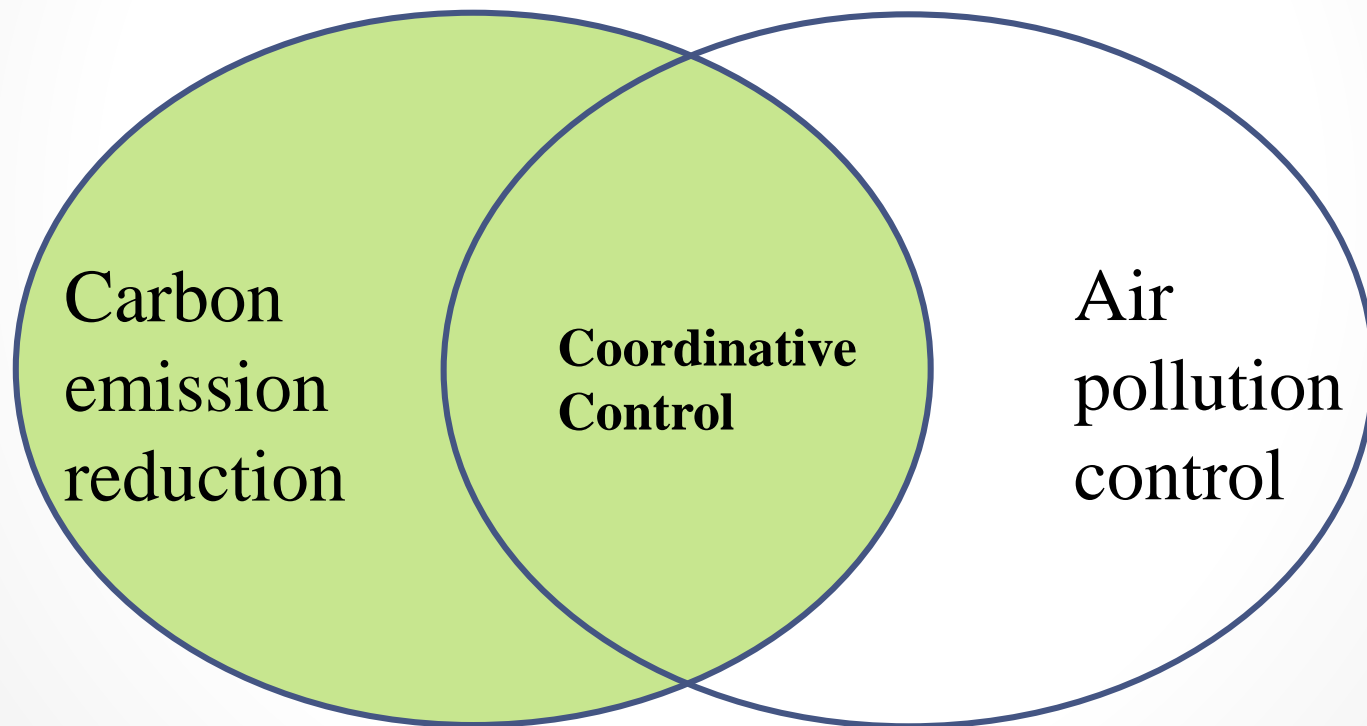 Carbon
emission
reduction
Coordinative
Control
Air
pollution
control